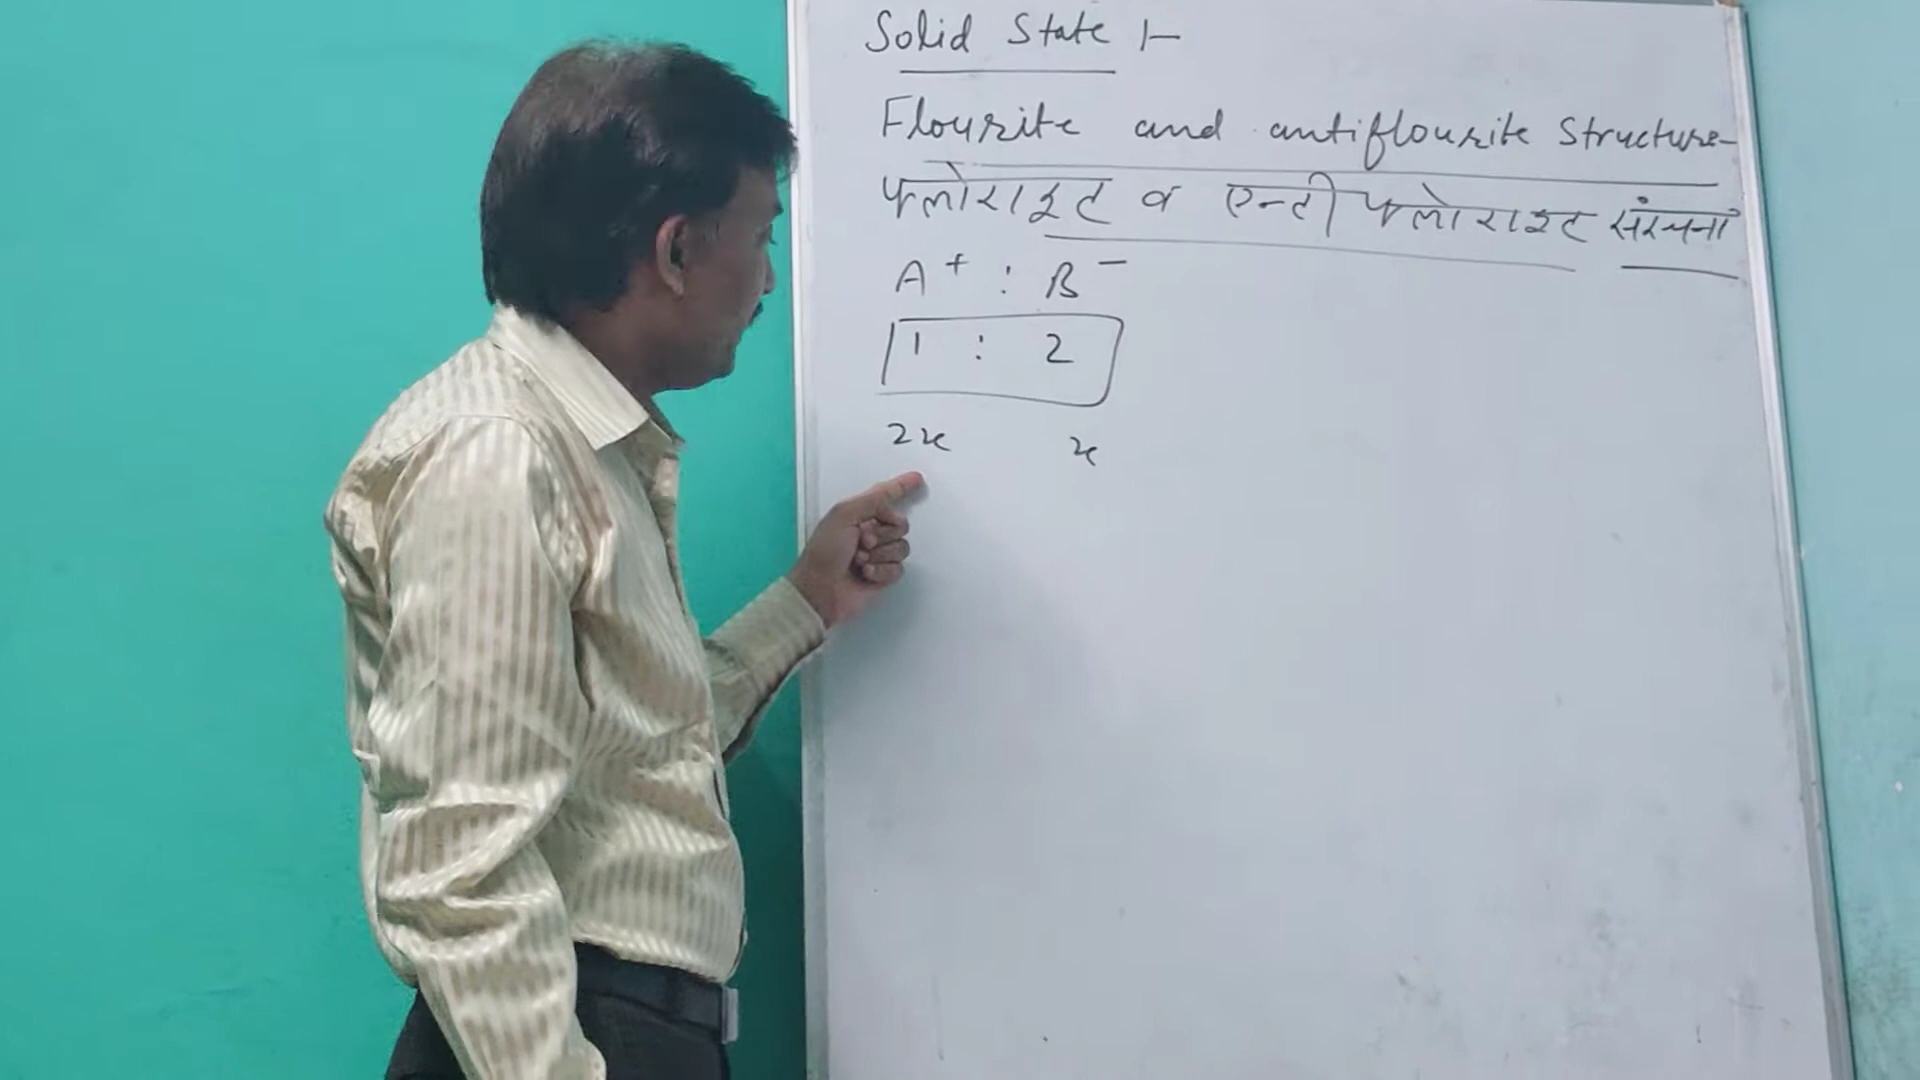 Solid State :-
Flourite and antiflourite Structure-
फ्लोराइट व एन्टी फ्लोराइट संरचना
A⁺ : B⁻
1 : 2
2x x